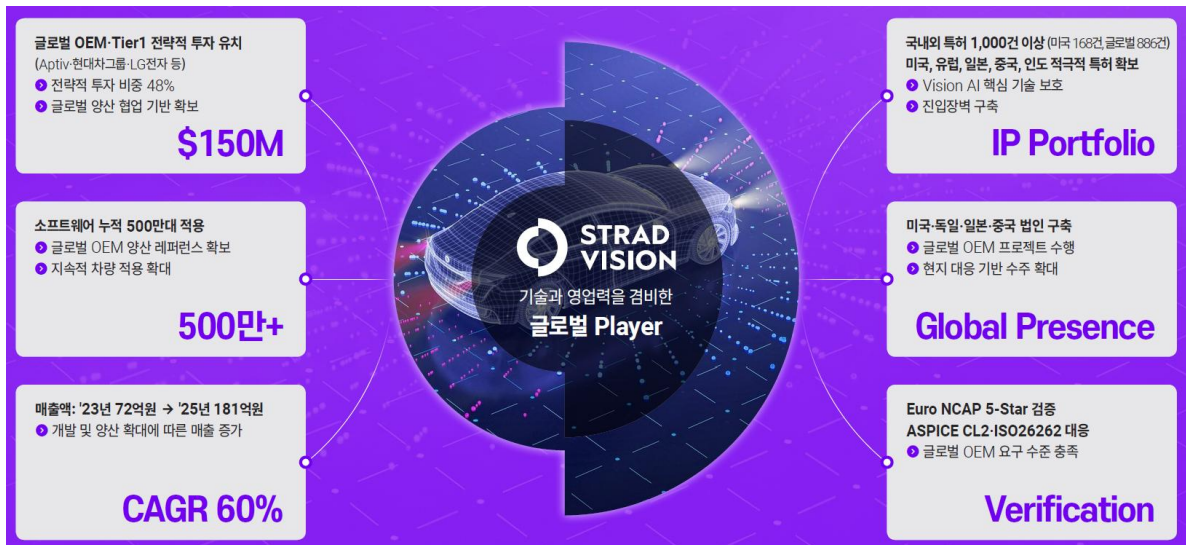 글로벌 OEM·Tier1 전략적 투자 유치
(Aptiv·현대차그룹·LG전자 등)
전략적 투자 비중 48%
글로벌 양산 협업 기반 확보
$150M
소프트웨어 누적 500만대 적용
글로벌 OEM 양산 레퍼런스 확보
지속적 차량 적용 확대
500만+
매출액: '23년 72억원 → '25년 181억원
개발 및 양산 확대에 따른 매출 증가
CAGR 60%
STRAD
VISION
기술과 영업력을 겸비한
글로벌 Player
국내외 특허 1,000건 이상 (미국 168건, 글로벌 886건)
미국, 유럽, 일본, 중국, 인도 적극적 특허 확보
Vision AI 핵심 기술 보호
진입장벽 구축
IP Portfolio
미국·독일·일본·중국 법인 구축
글로벌 OEM 프로젝트 수행
현지 대응 기반 수주 확대
Global Presence
Euro NCAP 5-Star 검증
ASPICE CL2·ISO26262 대응
글로벌 OEM 요구 수준 충족
Verification